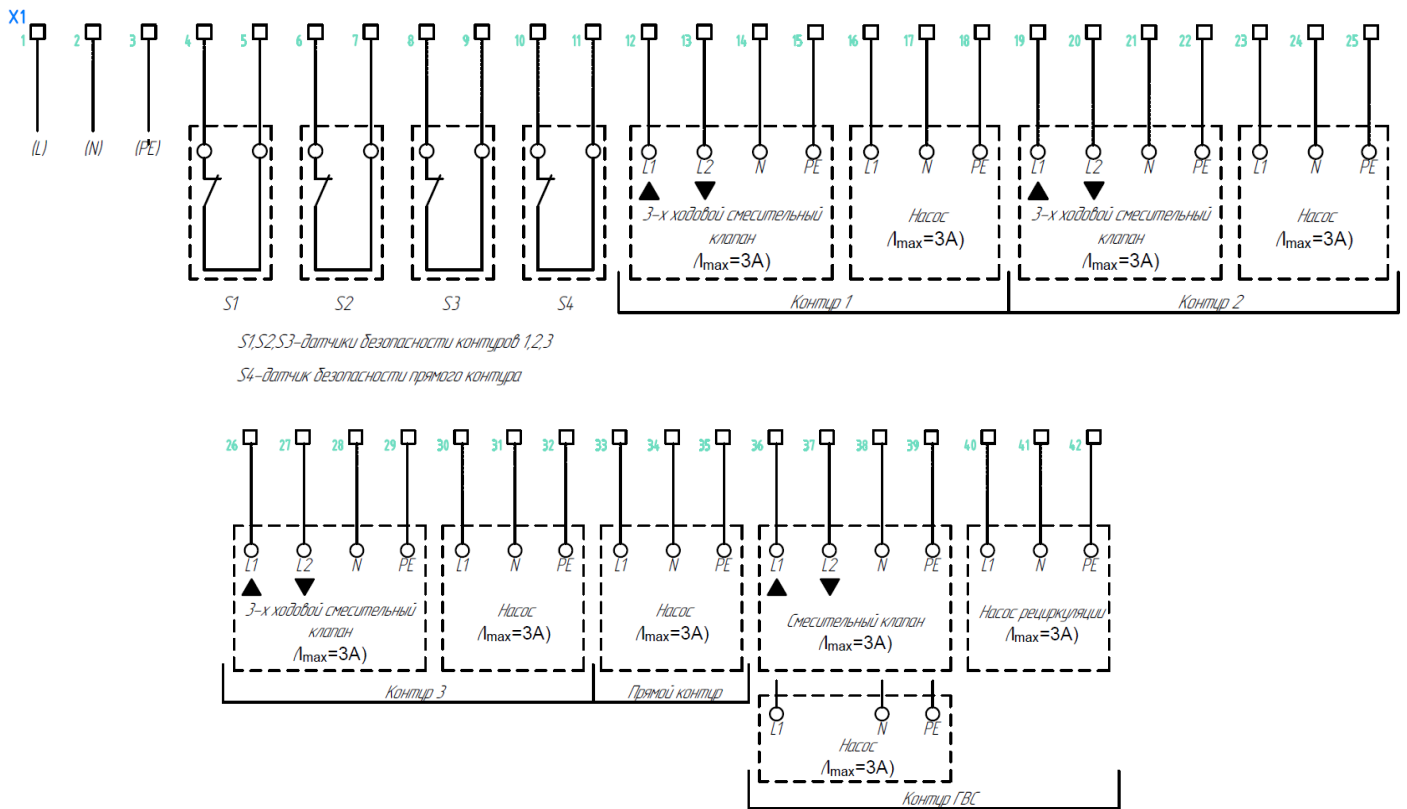 X1
1 2 3 4 5 6 7 8 9 10 11 12 13 14 15 16 17 18 19 20 21 22 23 24 25
(L) (N) (PE)
L1 L2 N PE L1 N PE L1 L2 N PE L1 N PE
3-х ходовой смесительный
клапан
(Imax=3A)
Насос
(Imax=3A)
3-х ходовой смесительный
клапан
(Imax=3A)
Насос
(Imax=3A)
S1 S2 S3 S4 Контур 1 Контур 2
S1,S2,S3-датчики безопасности контуров 1,2,3
S4-датчик безопасности прямого контура
26 27 28 29 30 31 32 33 34 35 36 37 38 39 40 41 42
L1 L2 N PE L1 N PE L1 N PE L1 L2 N PE L1 N PE
3-х ходовой смесительный
клапан
(Imax=3A)
Насос
(Imax=3A)
Насос
(Imax=3A)
Смесительный клапан
(Imax=3A)
Насос рециркуляции
(Imax=3A)
Контур 3 Прямой контур
L1 N PE
Насос
(Imax=3A)
Контур ГВС